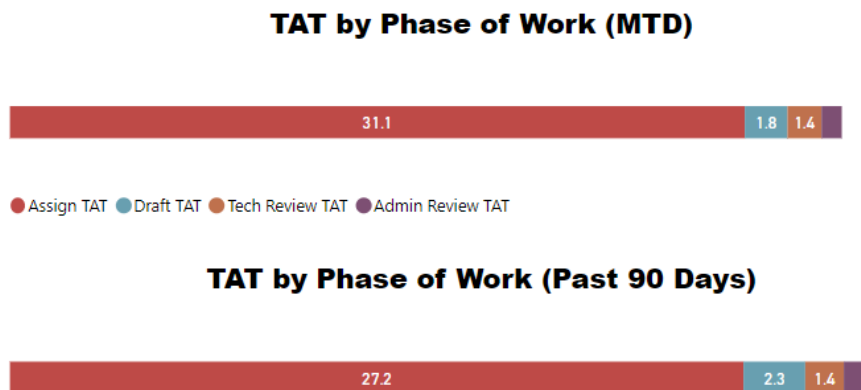 TAT by Phase of Work (MTD)
31.1 1.8 1.4
Assign TAT Draft TAT Tech Review TAT Admin Review TAT
TAT by Phase of Work (Past 90 Days)
27.2 2.3 1.4